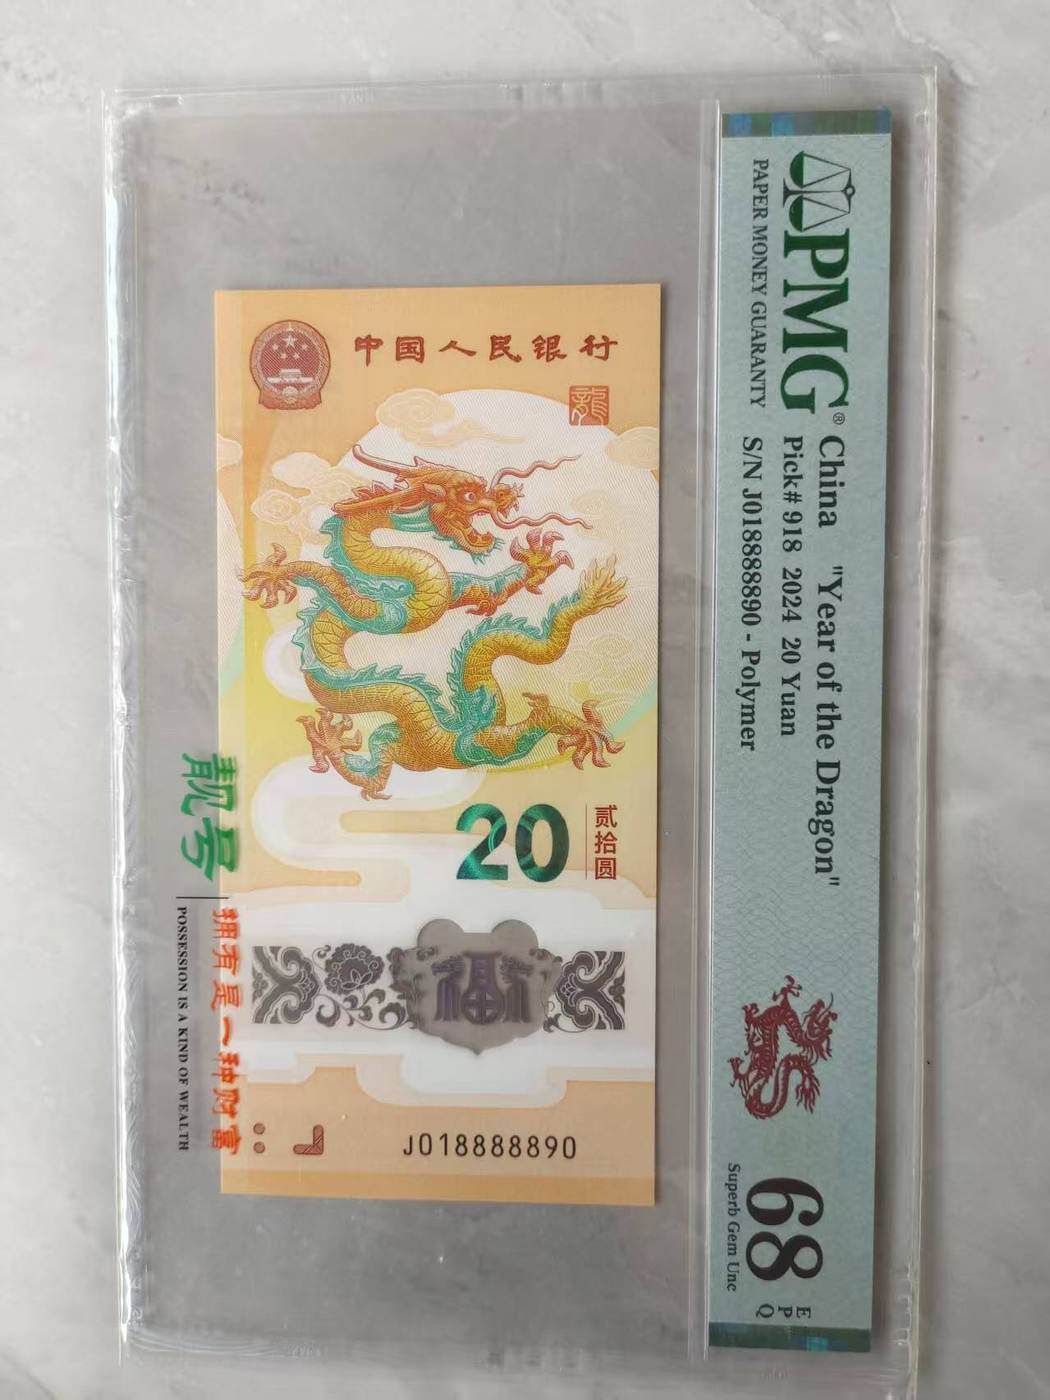 PMG®
PAPER MONEY GUARANTY
China "Year of the Dragon"
Pick# 918 2024 20 Yuan
S/N J018888890 - Polymer
68
EPQ
Superb Gem Unc
中国人民银行
龍
20
贰拾圆
福
J018888890
靓号
拥有是一种财富
POSSESSION IS A KIND OF WEALTH